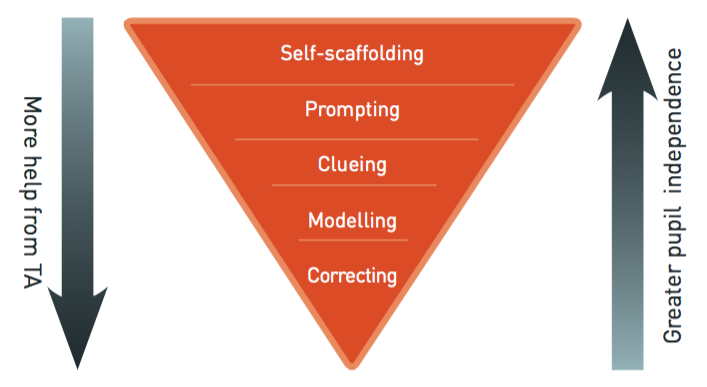 More help from TA
Self-scaffolding
Prompting
Clueing
Modelling
Correcting
Greater pupil independence